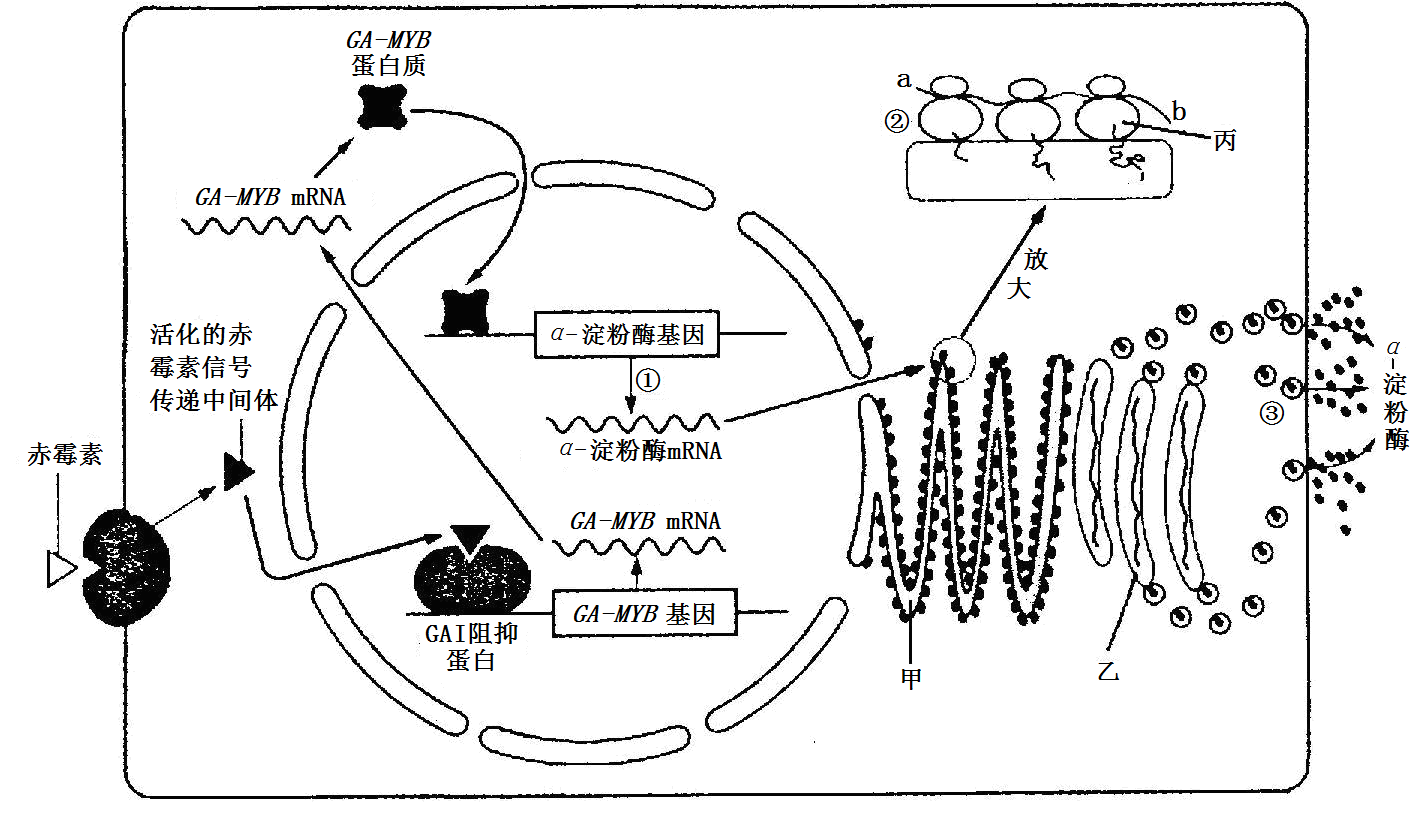 GA-MYB
蛋白质
a
②
b
丙
GA-MYB mRNA
放
大
活化的赤
霉素信号
传递中间体
α-淀粉酶基因
①
α-淀粉酶mRNA
α-淀粉酶
③
赤霉素
GA-MYB mRNA
GA-MYB 基因
GAI阻抑
蛋白
甲
乙